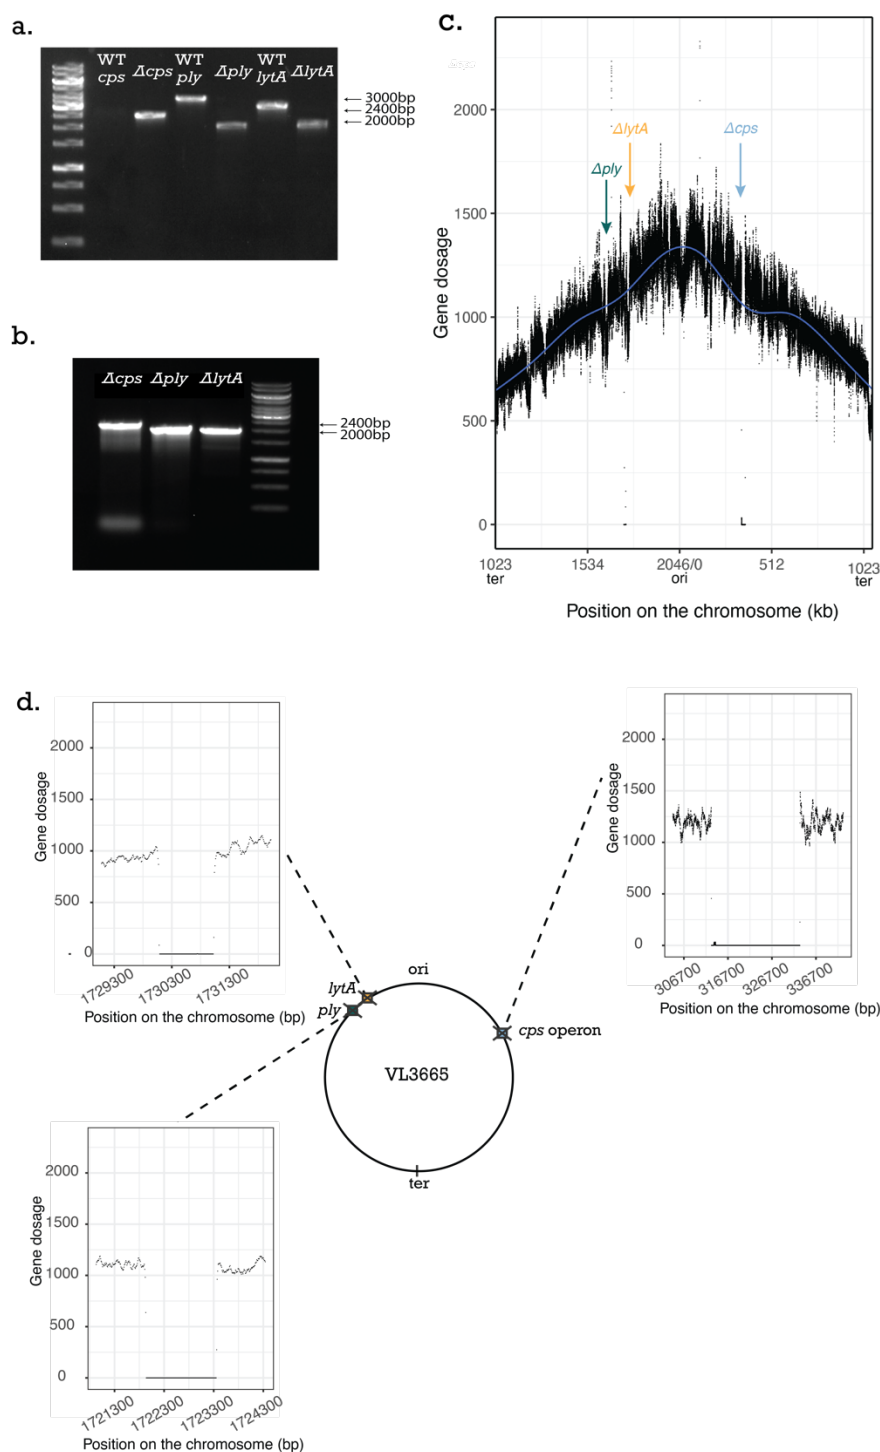 a.
WT WT WT
cps Δcps ply Δply lytA ΔlytA
3000bp
2400bp
2000bp
b.
Δcps Δply ΔlytA
2400bp
2000bp
c.
Gene dosage
2000
1500
1000
500
0
Δply
ΔlytA
Δcps
1023 1534 2046/0 512 1023
ter ori ter
Position on the chromosome (kb)
d.
Gene dosage
2000
1500
1000
500
- 0
1729300 1730300 1731300
Position on the chromosome (bp)
Gene dosage
2000
1500
1000
500
0
306700 316700 326700 336700
Position on the chromosome (bp)
ori
lytA
ply
cps operon
VL3665
ter
Gene dosage
2000
1500
1000
500
0
1721300 1722300 1723300 1724300
Position on the chromosome (bp)